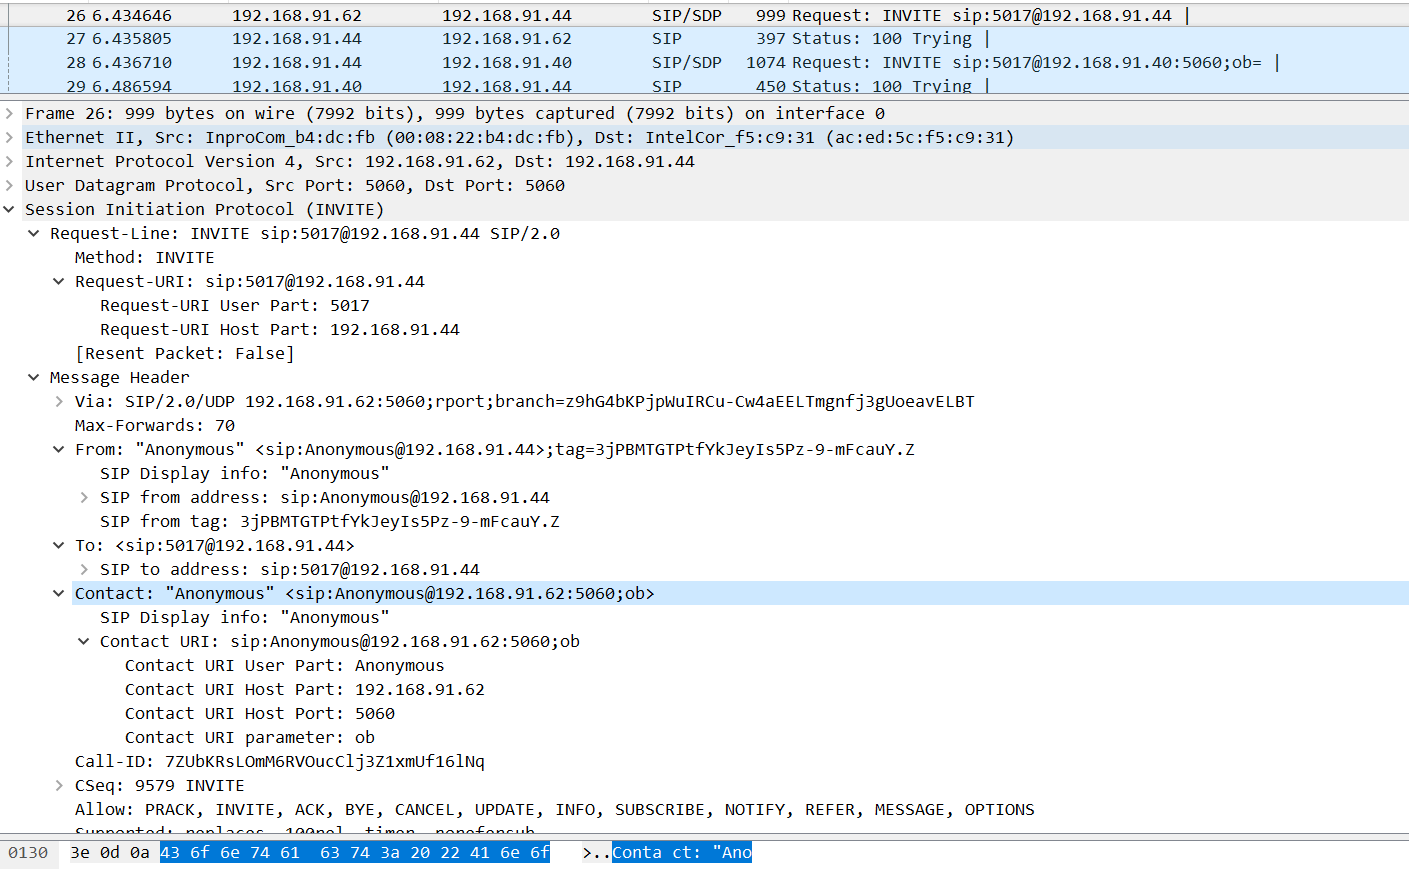 26 6.434646 192.168.91.62 192.168.91.44 SIP/SDP 999 Request: INVITE sip:5017@192.168.91.44 |
27 6.435805 192.168.91.44 192.168.91.62 SIP 397 Status: 100 Trying |
28 6.436710 192.168.91.44 192.168.91.40 SIP/SDP 1074 Request: INVITE sip:5017@192.168.91.40:5060;ob= |
29 6.486594 192.168.91.40 192.168.91.44 SIP 450 Status: 100 Trying |
Frame 26: 999 bytes on wire (7992 bits), 999 bytes captured (7992 bits) on interface 0
Ethernet II, Src: InproCom_b4:dc:fb (00:08:22:b4:dc:fb), Dst: IntelCor_f5:c9:31 (ac:ed:5c:f5:c9:31)
Internet Protocol Version 4, Src: 192.168.91.62, Dst: 192.168.91.44
User Datagram Protocol, Src Port: 5060, Dst Port: 5060
Session Initiation Protocol (INVITE)
Request-Line: INVITE sip:5017@192.168.91.44 SIP/2.0
Method: INVITE
Request-URI: sip:5017@192.168.91.44
Request-URI User Part: 5017
Request-URI Host Part: 192.168.91.44
[Resent Packet: False]
Message Header
Via: SIP/2.0/UDP 192.168.91.62:5060;rport;branch=z9hG4bKPjpWuIRCu-Cw4aEELTmgnfj3gUoeavELBT
Max-Forwards: 70
From: "Anonymous" <sip:Anonymous@192.168.91.44>;tag=3jPBMTGTPtfYkJeyIs5Pz-9-mFcauY.Z
SIP Display info: "Anonymous"
SIP from address: sip:Anonymous@192.168.91.44
SIP from tag: 3jPBMTGTPtfYkJeyIs5Pz-9-mFcauY.Z
To: <sip:5017@192.168.91.44>
SIP to address: sip:5017@192.168.91.44
Contact: "Anonymous" <sip:Anonymous@192.168.91.62:5060;ob>
SIP Display info: "Anonymous"
Contact URI: sip:Anonymous@192.168.91.62:5060;ob
Contact URI User Part: Anonymous
Contact URI Host Part: 192.168.91.62
Contact URI Host Port: 5060
Contact URI parameter: ob
Call-ID: 7ZUbKRsLOmM6RVOucClj3Z1xmUf16lNq
CSeq: 9579 INVITE
Allow: PRACK, INVITE, ACK, BYE, CANCEL, UPDATE, INFO, SUBSCRIBE, NOTIFY, REFER, MESSAGE, OPTIONS
Supported: replaces, 100rel, timer, norefersub
0130 3e 0d 0a 43 6f 6e 74 61 63 74 3a 20 22 41 6e 6f >..Conta ct: "Ano